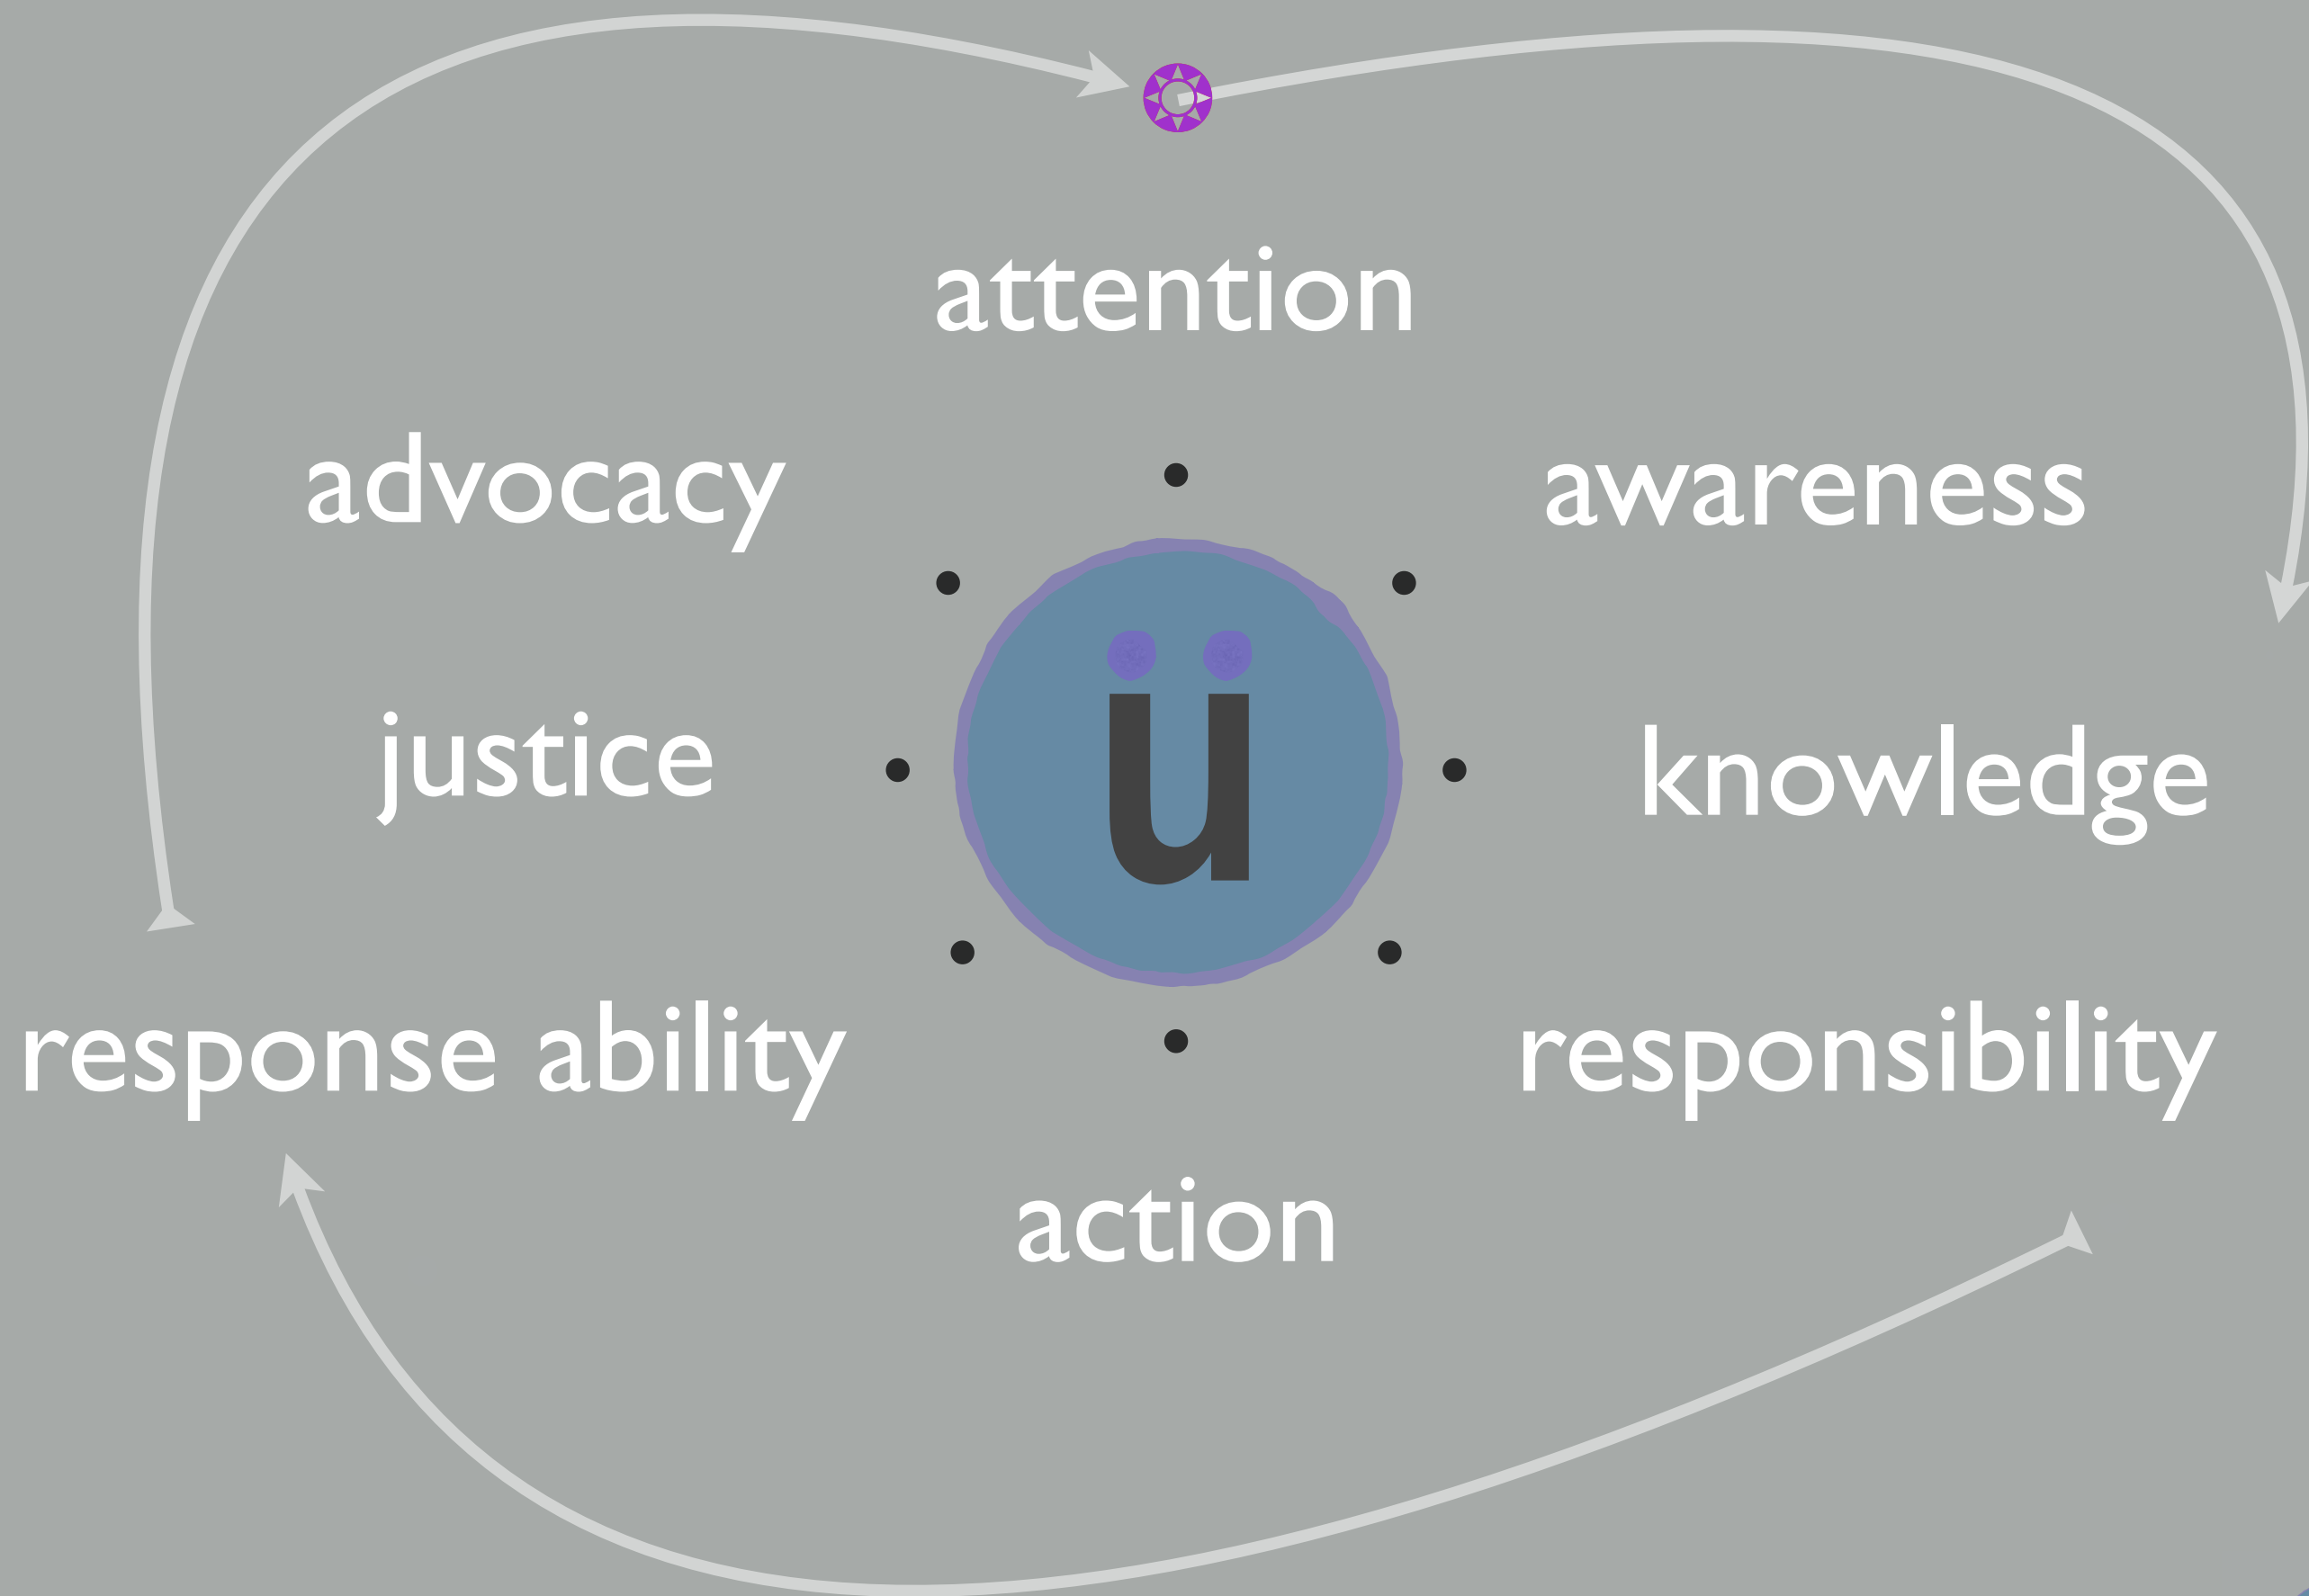 attention
advocacy
awareness
ü
justice
knowledge
response ability
responsibility
action